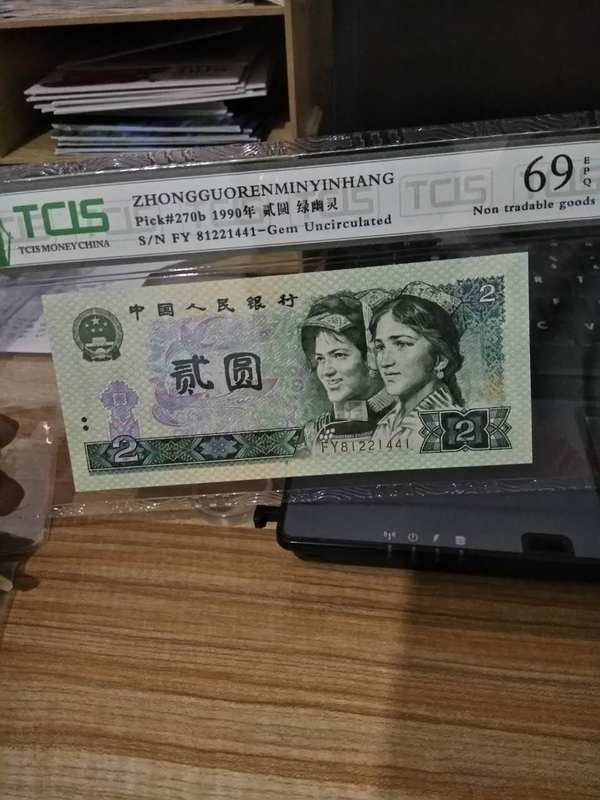 TCIS
TCIS MONEY CHINA
ZHONGGUORENMINYINHANG
Pick#270b 1990年 贰圆 绿幽灵
S/N FY 81221441-Gem Uncirculated
69 EPQ
Non tradable goods
中国人民银行
2
贰圆
2
FY81221441
2